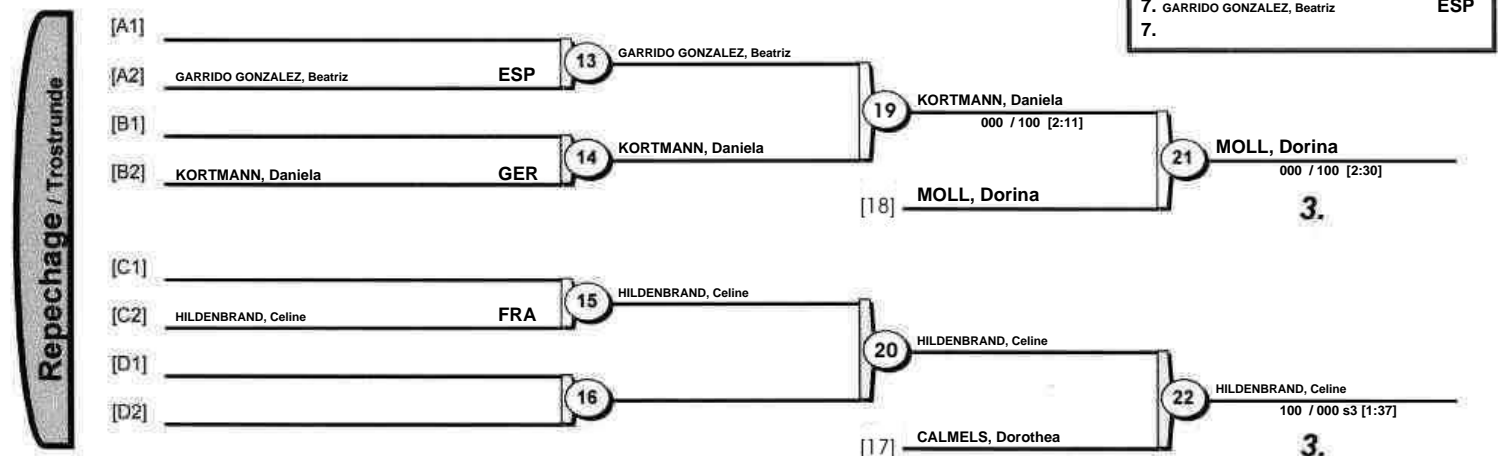 7. GARRIDO GONZALEZ, Beatriz ESP
7.
Repechage / Trostrunde
[A1]
13 GARRIDO GONZALEZ, Beatriz
[A2] GARRIDO GONZALEZ, Beatriz ESP
19 KORTMANN, Daniela
000 / 100 [2:11]
[B1]
14 KORTMANN, Daniela
21 MOLL, Dorina
000 / 100 [2:30]
[B2] KORTMANN, Daniela GER
[18] MOLL, Dorina
3.
[C1]
15 HILDENBRAND, Celine
[C2] HILDENBRAND, Celine FRA
20 HILDENBRAND, Celine
[D1]
16
22 HILDENBRAND, Celine
100 / 000 s3 [1:37]
[D2]
[17] CALMELS, Dorothea
3.